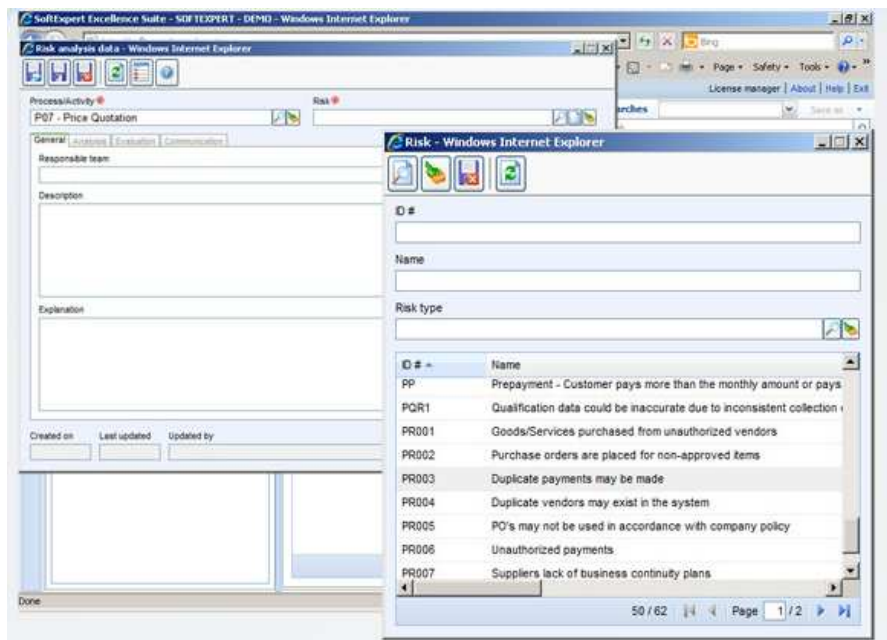 SoftExpert Excellence Suite - SOFTEXPERT - DEMO - Windows Internet Explorer
Risk analysis data - Windows Internet Explorer
Bing
Page Safety Tools
License manager | About | Help | Exit
Process/Activity
Risk
P07 - Price Quotation
General Analysis Evaluation Communication
Responsible team
Description
Explanation
Created on Last updated Updated by
Done
Risk - Windows Internet Explorer
ID #
Name
Risk type
ID # Name
PP Prepayment - Customer pays more than the monthly amount or pays
PQR1 Qualification data could be inaccurate due to inconsistent collection
PR001 Goods/Services purchased from unauthorized vendors
PR002 Purchase orders are placed for non-approved items
PR003 Duplicate payments may be made
PR004 Duplicate vendors may exist in the system
PR005 PO's may not be used in accordance with company policy
PR006 Unauthorized payments
PR007 Suppliers lack of business continuity plans
50 / 62 Page 1 / 2